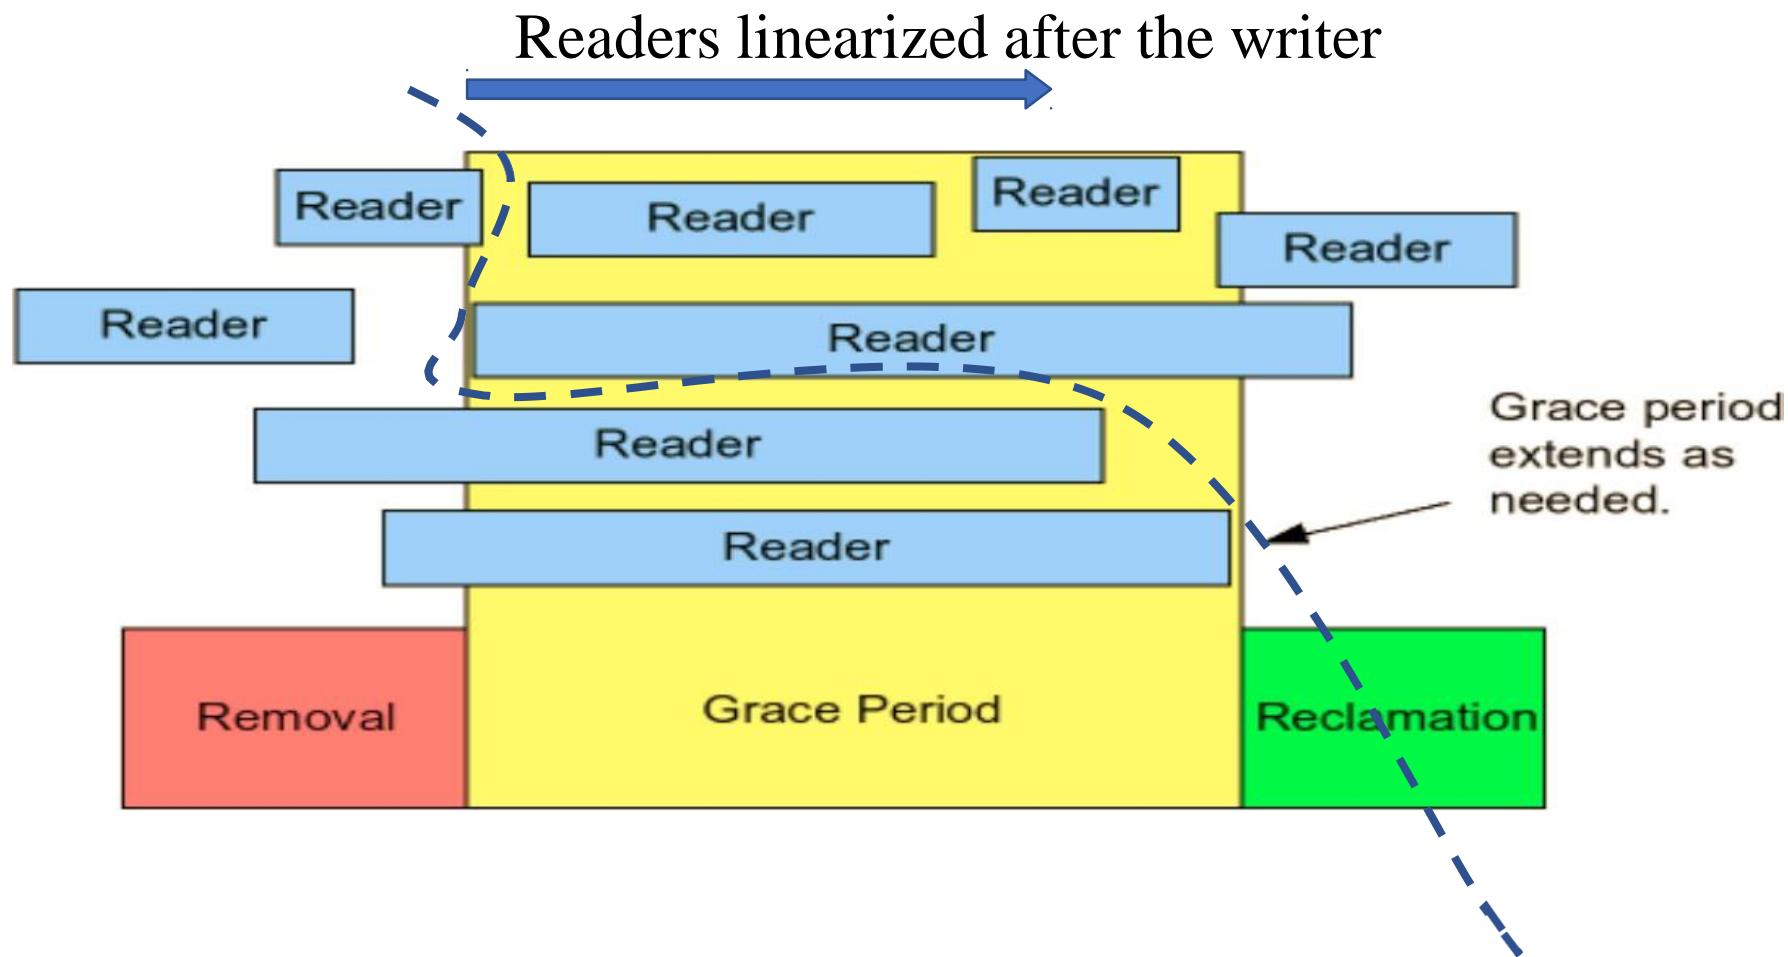 Readers linearized after the writer
Reader
Reader
Reader
Reader
Reader
Reader
Reader
Reader
Grace period
extends as
needed.
Removal
Grace Period
Reclamation